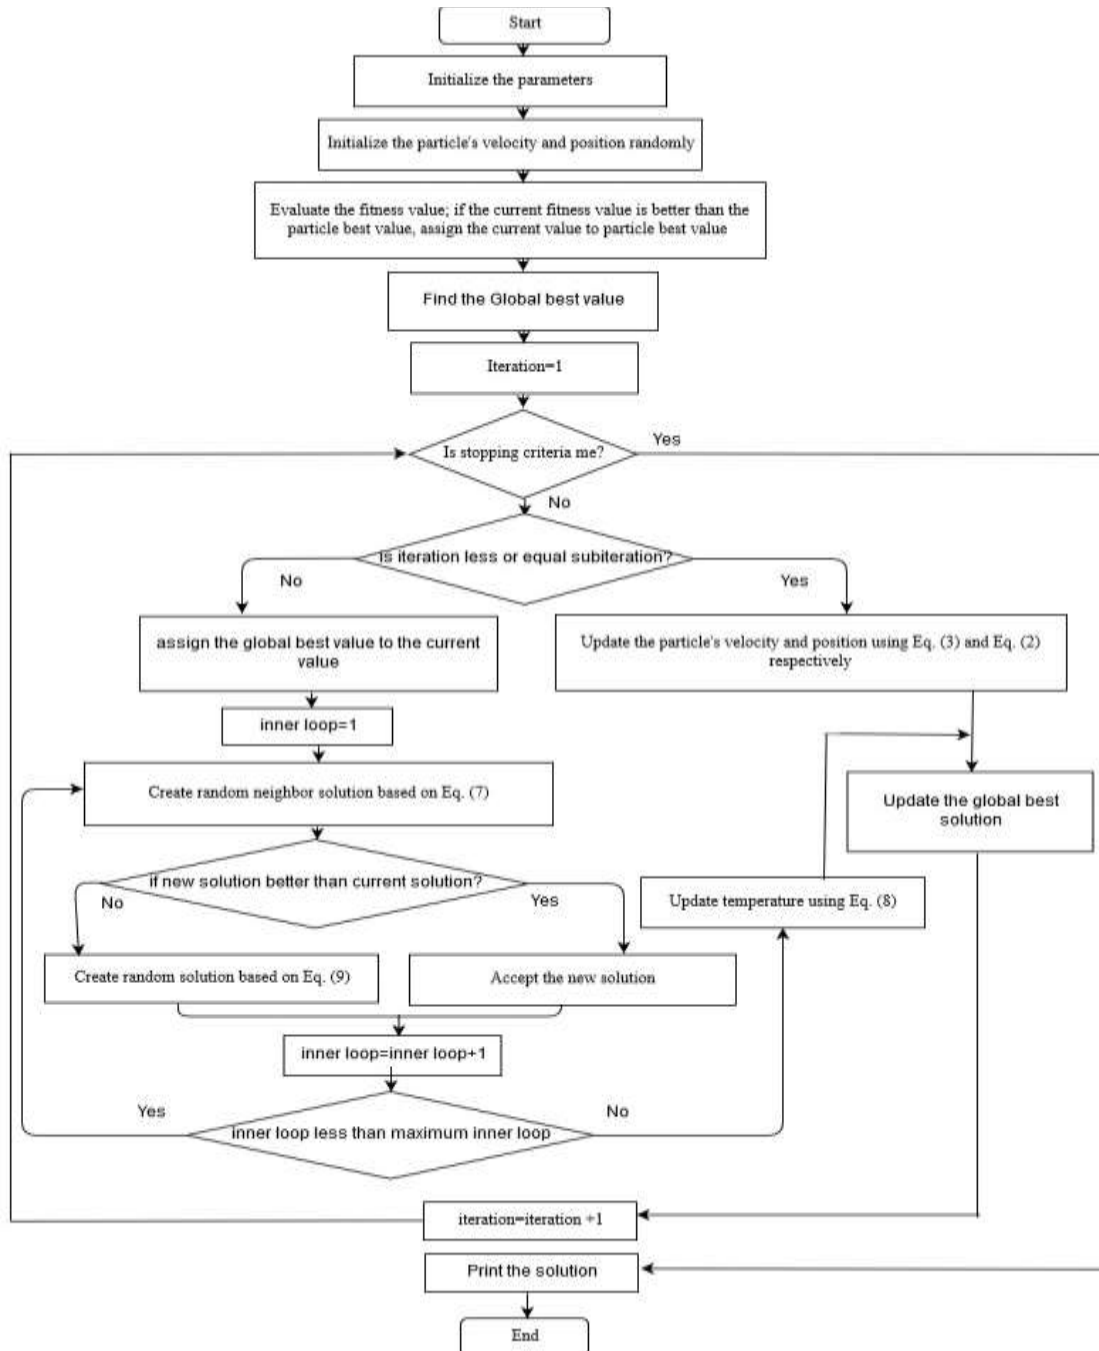 Start
Initialize the parameters
Initialize the particle's velocity and position randomly
Evaluate the fitness value; if the current fitness value is better than the
particle best value, assign the current value to particle best value
Find the Global best value
Iteration=1
Is stopping criteria me?
Yes
No
Is iteration less or equal subiteration?
No
Yes
assign the global best value to the current
value
Update the particle's velocity and position using Eq. (3) and Eq. (2)
respectively
inner loop=1
Create random neighbor solution based on Eq. (7)
Update the global best
solution
if new solution better than current solution?
No
Yes
Update temperature using Eq. (8)
Create random solution based on Eq. (9)
Accept the new solution
inner loop=inner loop+1
Yes
No
inner loop less than maximum inner loop
iteration=iteration +1
Print the solution
End